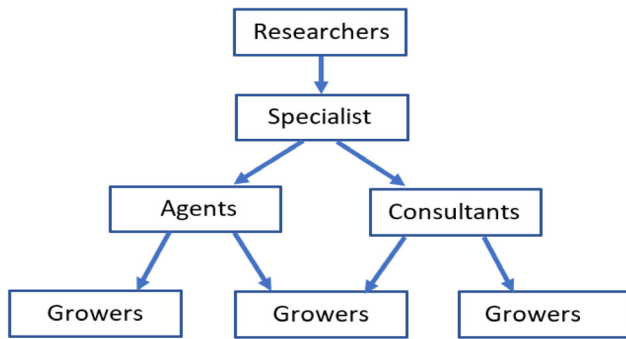 Researchers
Specialist
Agents
Consultants
Growers
Growers
Growers